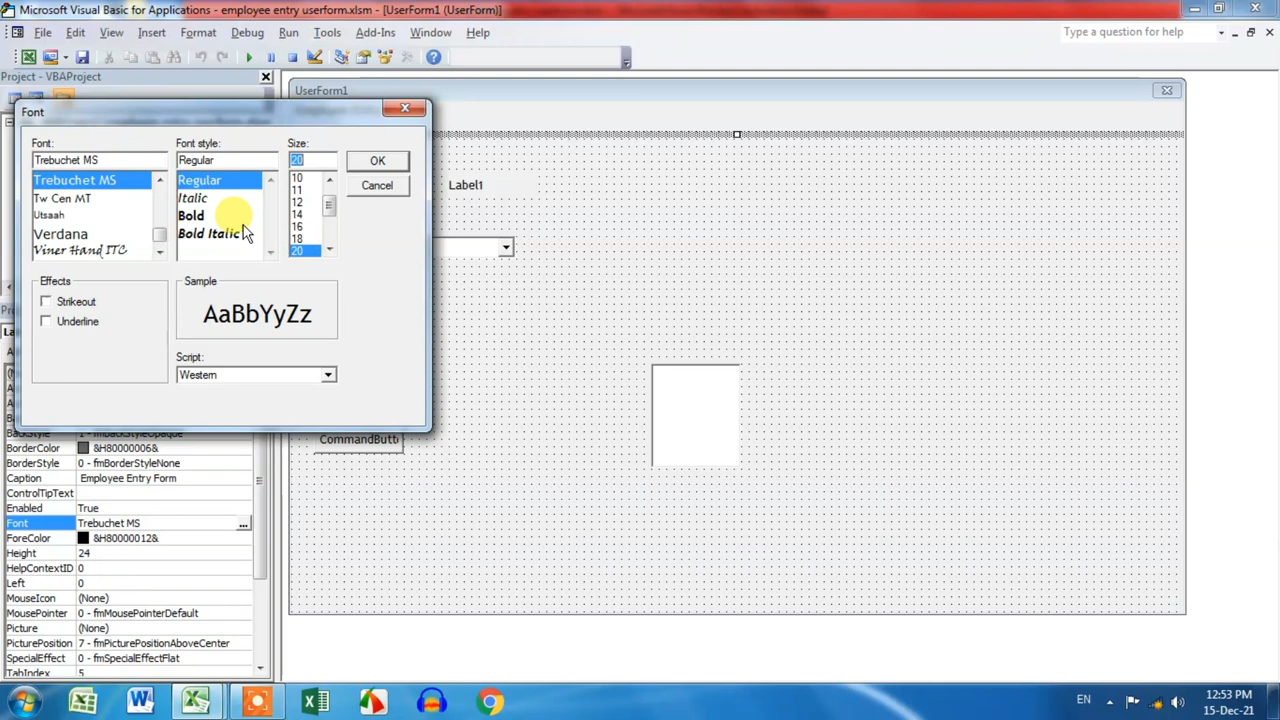 Microsoft Visual Basic for Applications - employee entry userform.xlsm - [UserForm1 (UserForm)]
File Edit View Insert Format Debug Run Tools Add-Ins Window Help
Type a question for help
Project - VBAProject
UserForm1
Font
Font:
Font style:
Size:
Trebuchet MS
Regular
20
OK
Trebuchet MS
Regular
10
Cancel
Label1
11
Tw Cen MT
Italic
12
Utsaah
Bold
14
16
Verdana
Bold Italic
18
Viner Hand ITC
20
Effects
Sample
Strikeout
AaBbYyZz
Underline
Script:
Western
CommandButt
BackStyle 1 - fmBackStyleOpaque
BorderColor &H80000006&
BorderStyle 0 - fmBorderStyleNone
Caption Employee Entry Form
ControlTipText
Enabled True
Font Trebuchet MS ...
ForeColor &H80000012&
Height 24
HelpContextID 0
Left 0
MouseIcon (None)
MousePointer 0 - fmMousePointerDefault
Picture (None)
PicturePosition 7 - fmPicturePositionAboveCenter
SpecialEffect 0 - fmSpecialEffectFlat
TabIndex 5
EN
12:53 PM
15-Dec-21